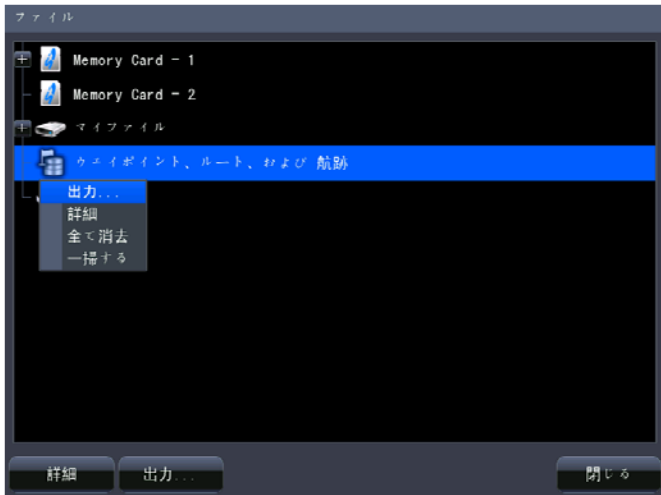 ファイル
Memory Card - 1
Memory Card - 2
マイファイル
ウエイポイント、ルート、および 航跡
出力...
詳細
全て消去
一掃する
詳細 出力... 閉じる